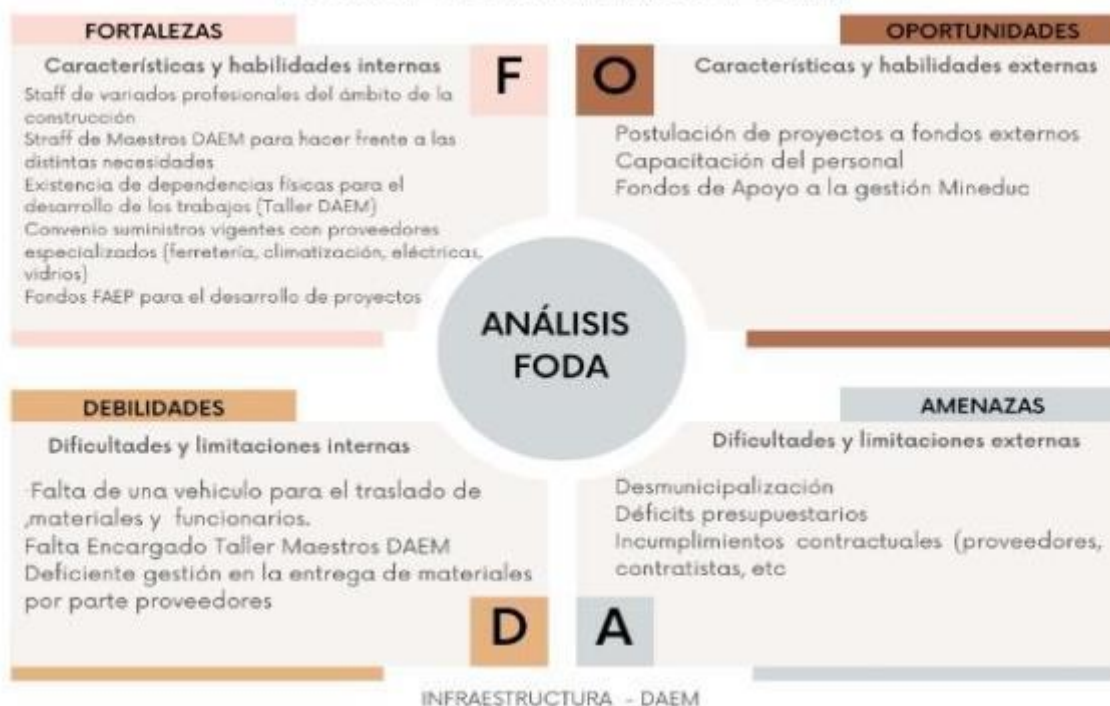 FORTALEZAS
Características y habilidades internas
F
Staff de variados profesionales del ámbito de la
construcción
Straff de Maestros DAEM para hacer frente a las
distintas necesidades
Existencia de dependencias físicas para el
desarrollo de los trabajos (Taller DAEM)
Convenio suministros vigentes con proveedores
especializados (ferretería, climatización, eléctricas,
vidrios)
Fondos FAEP para el desarrollo de proyectos
OPORTUNIDADES
O
Características y habilidades externas
Postulación de proyectos a fondos externos
Capacitación del personal
Fondos de Apoyo a la gestión Mineduc
ANÁLISIS
FODA
DEBILIDADES
Dificultades y limitaciones internas
-Falta de una vehiculo para el traslado de
,materiales y funcionarios.
Falta Encargado Taller Maestros DAEM
Deficiente gestión en la entrega de materiales
por parte proveedores
D
AMENAZAS
Dificultades y limitaciones externas
Desmunicipalización
Déficits presupuestarios
Incumplimientos contractuales (proveedores,
contratistas, etc
A
INFRAESTRUCTURA - DAEM